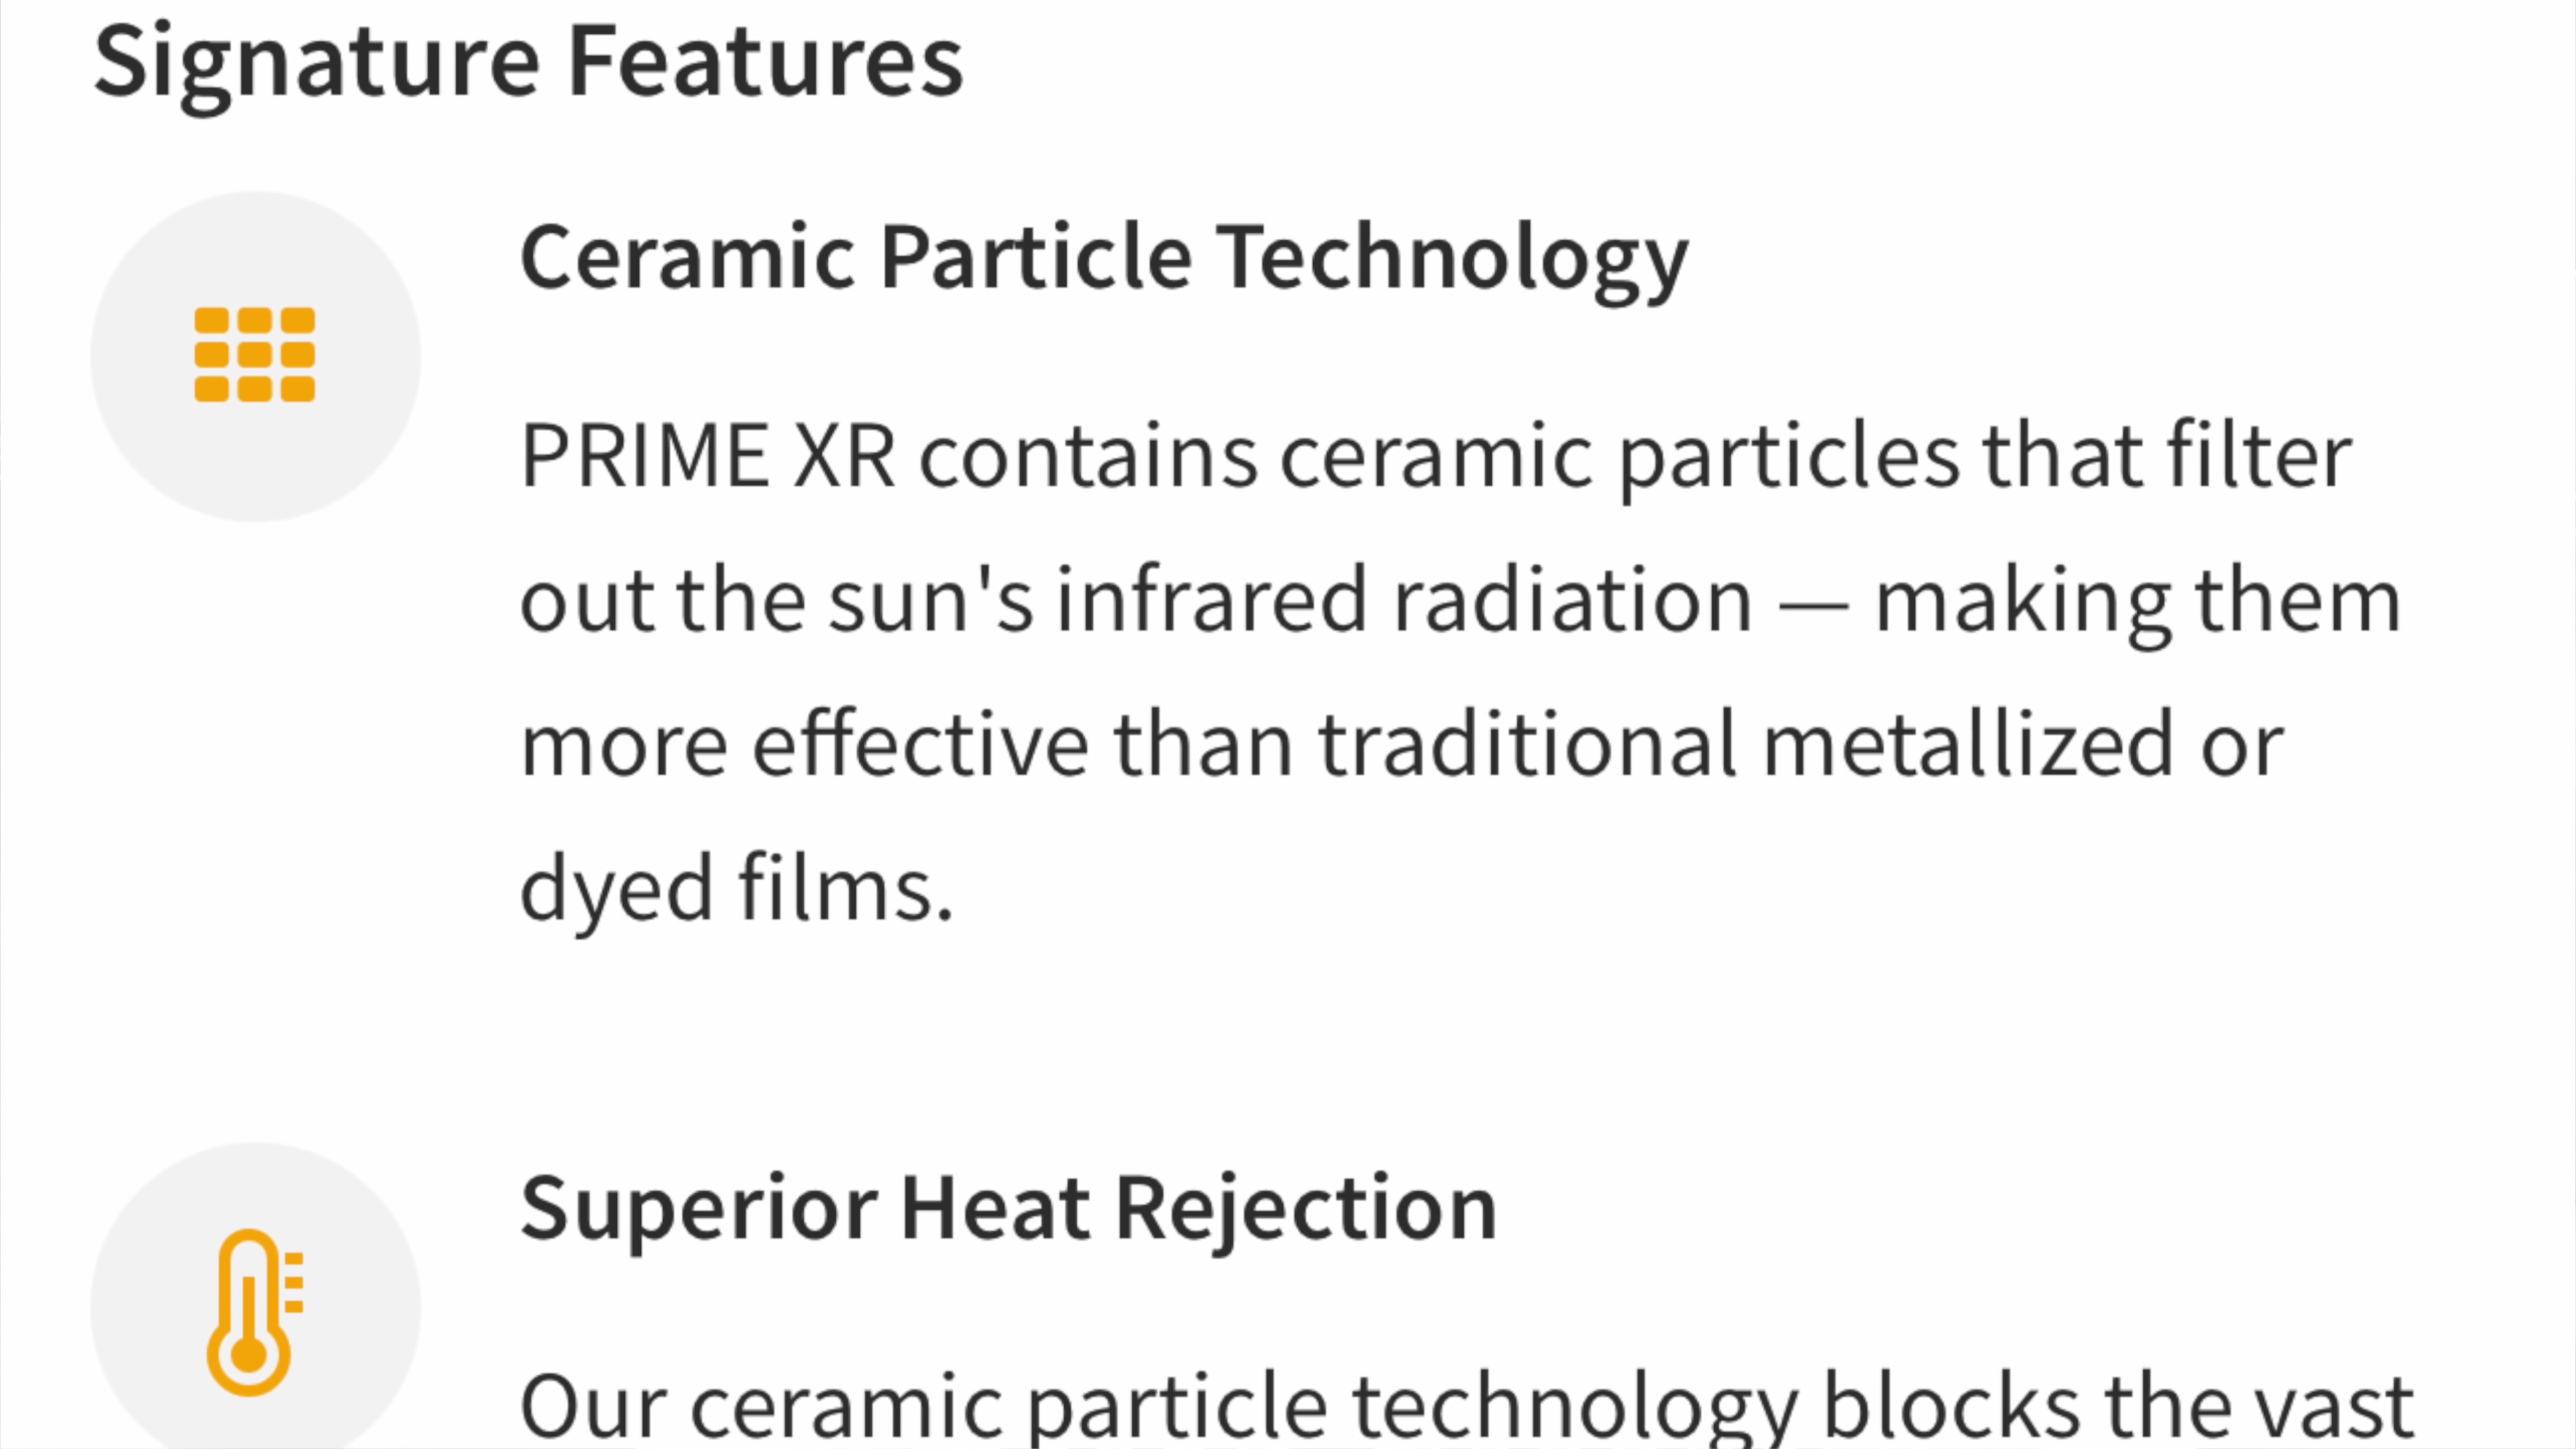 Signature Features
Ceramic Particle Technology
PRIME XR contains ceramic particles that filter
out the sun's infrared radiation — making them
more effective than traditional metallized or
dyed films.
Superior Heat Rejection
Our ceramic particle technology blocks the vast